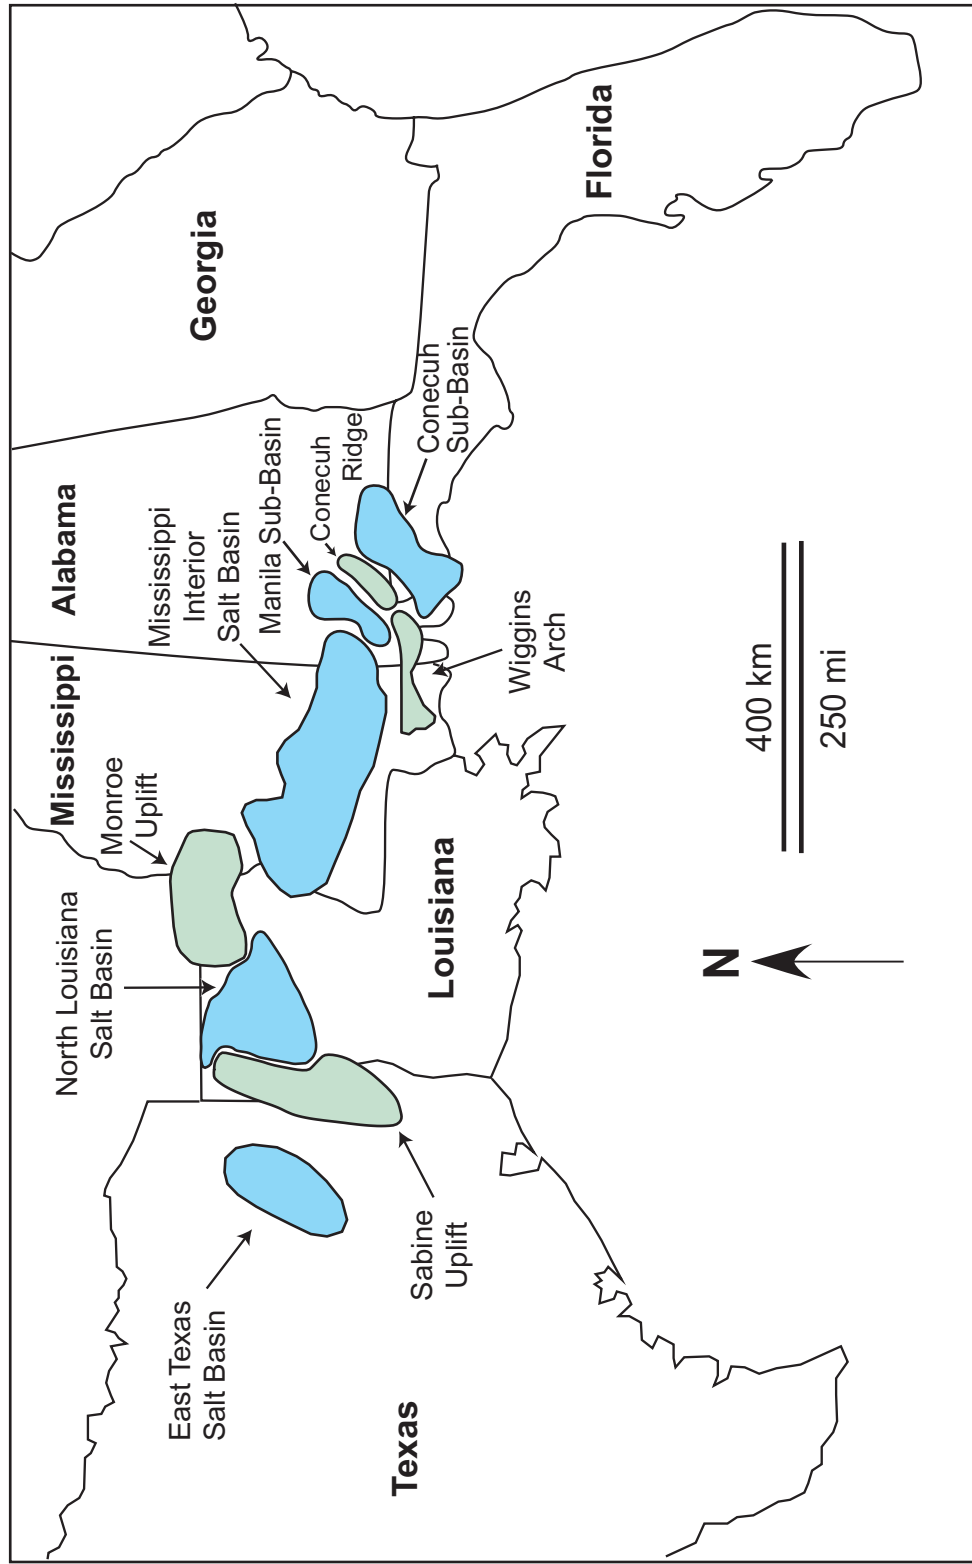 Texas
East Texas
Salt Basin
Sabine
Uplift
North Louisiana
Salt Basin
Louisiana
Monroe
Uplift
Mississippi
Mississippi
Interior
Salt Basin
Wiggins
Arch
Alabama
Manila Sub-Basin
Conecuh
Ridge
Conecuh
Sub-Basin
Georgia
Florida
N
400 km
250 mi